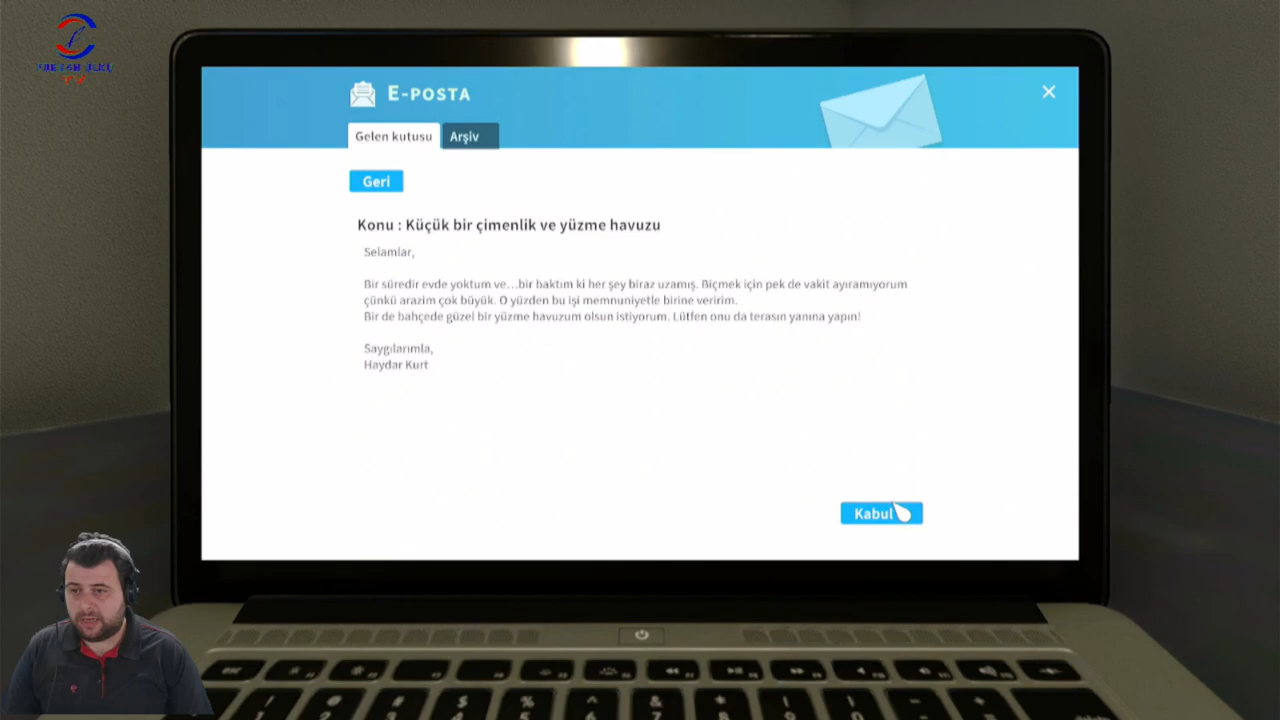 E-POSTA
Gelen kutusu
Arşiv
Geri
Konu : Küçük bir çimenlik ve yüzme havuzu
Selamlar,
Bir süredir evde yoktum ve...bir baktım ki her şey biraz uzamış. Biçmek için pek de vakit ayıramıyorum
çünkü arazim çok büyük. O yüzden bu işi memnuniyetle birine veririm.
Bir de bahçede güzel bir yüzme havuzum olsun istiyorum. Lütfen onu da terasın yanına yapın!
Saygılarımla,
Haydar Kurt
Kabul